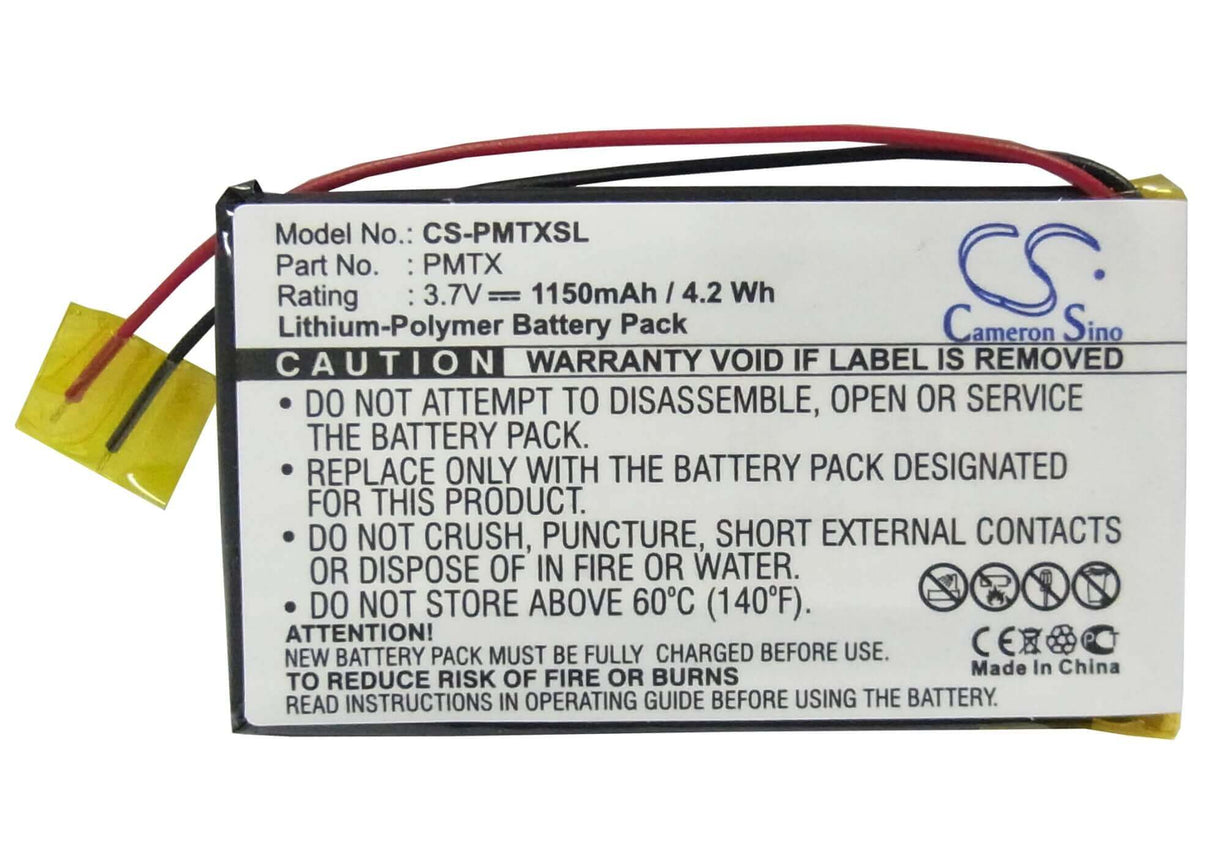 Model No.: CS-PMTXSL
Part No. : PMTX
Rating : 3.7V⎓ 1150mAh / 4.2 Wh
Lithium-Polymer Battery Pack
CS
Cameron Sino
CAUTION WARRANTY VOID IF LABEL IS REMOVED
• DO NOT ATTEMPT TO DISASSEMBLE, OPEN OR SERVICE
THE BATTERY PACK.
• REPLACE ONLY WITH THE BATTERY PACK DESIGNATED
FOR THIS PRODUCT.
• DO NOT CRUSH, PUNCTURE, SHORT EXTERNAL CONTACTS
OR DISPOSE OF IN FIRE OR WATER.
• DO NOT STORE ABOVE 60°C (140°F).
ATTENTION!
NEW BATTERY PACK MUST BE FULLY CHARGED BEFORE USE.
TO REDUCE RISK OF FIRE OR BURNS
READ INSTRUCTIONS IN OPERATING GUIDE BEFORE USING THE BATTERY.
CE
Made In China